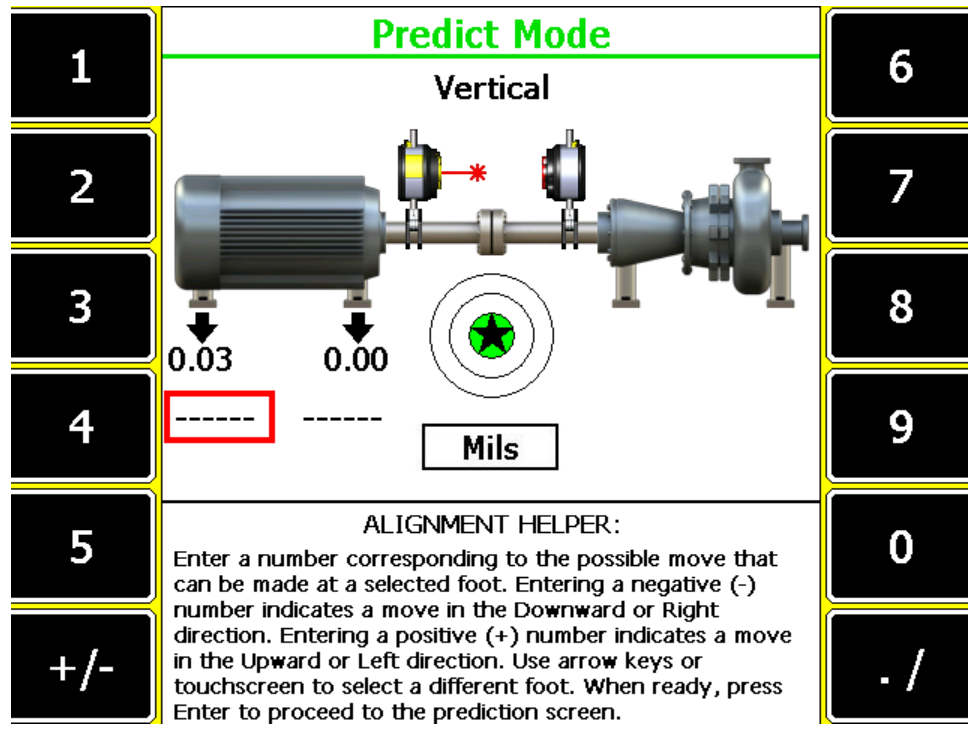 Predict Mode
Vertical
1
2
3
4
5
+/-
6
7
8
9
0
. /
0.03 0.00
------ ------
Mils
ALIGNMENT HELPER:
Enter a number corresponding to the possible move that
can be made at a selected foot. Entering a negative (-)
number indicates a move in the Downward or Right
direction. Entering a positive (+) number indicates a move
in the Upward or Left direction. Use arrow keys or
touchscreen to select a different foot. When ready, press
Enter to proceed to the prediction screen.